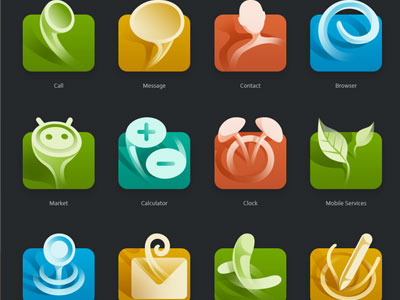 Call
Message
Contact
Browser
Market
Calculator
Clock
Mobile Services